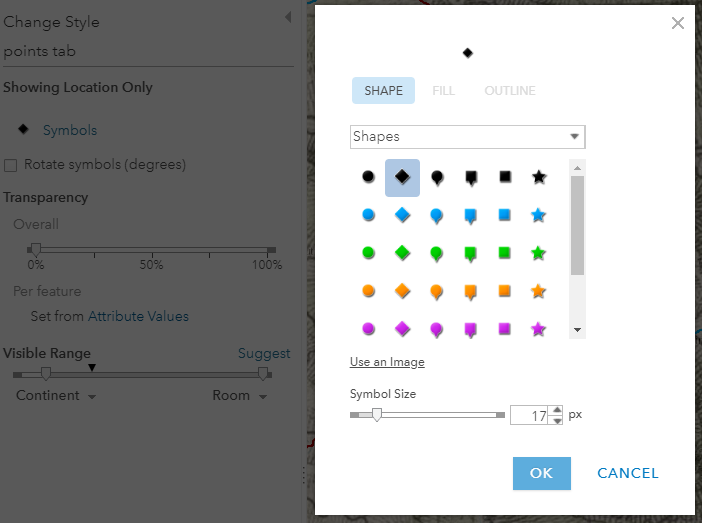 Change Style
points tab
Showing Location Only
Symbols
Rotate symbols (degrees)
Transparency
Overall
0% 50% 100%
Per feature
Set from Attribute Values
Visible Range Suggest
Continent Room
SHAPE FILL OUTLINE
Shapes
Use an Image
Symbol Size
17 px
OK CANCEL